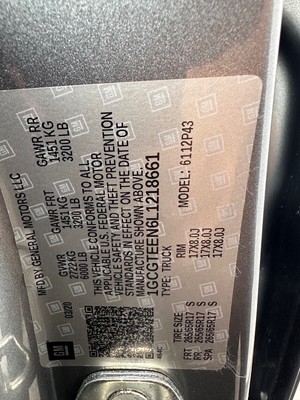 MFD BY GENERAL MOTORS LLC
03/20 GVWR GAWR FRT GAWR RR
2722KG 1451 KG 1451 KG
6000 LB 3200 LB 3200 LB
THIS VEHICLE CONFORMS TO ALL
APPLICABLE U.S. FEDERAL MOTOR
VEHICLE SAFETY AND THEFT PREVENTION
STANDARDS IN EFFECT ON THE DATE OF
MANUFACTURE SHOWN ABOVE.
1GCGTEEN6L1218661
TYPE: TRUCK MODEL: 6112P43
TIRE SIZE RIM
FRT 265/65R17 S 17X8.0J
RR 265/65R17 S 17X8.0J
SPA 265/65R17 S 17X8.0J
GM